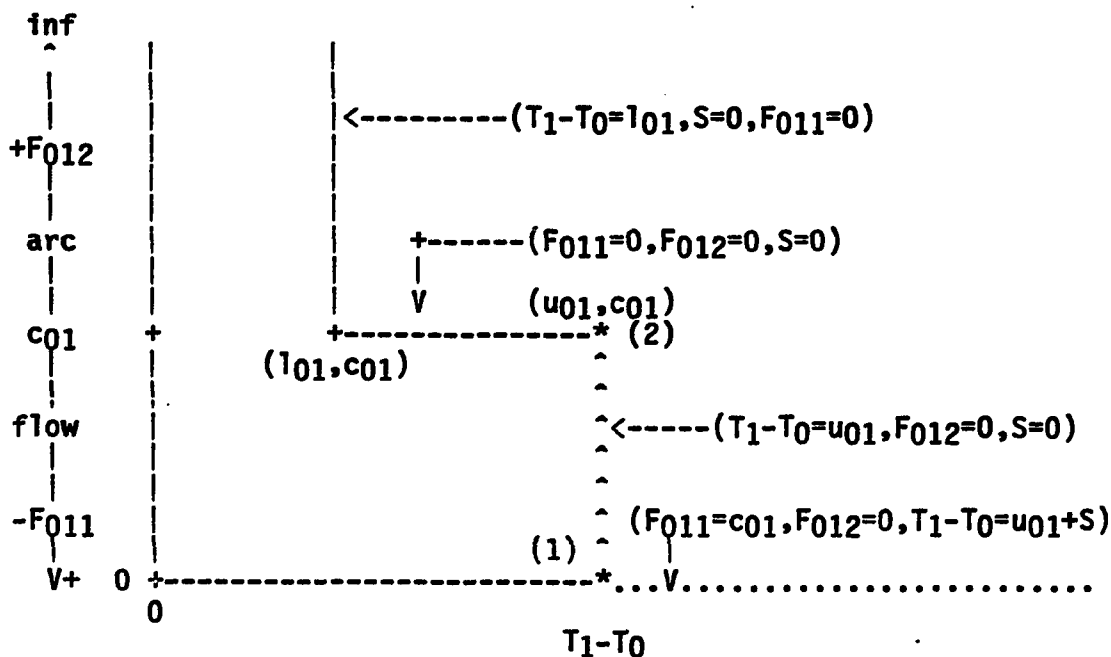 inf
<--------(T1-T0=l01,S=0,F011=0)
+F012
arc +-----(F011=0,F012=0,S=0)
V (u01,c01)
c01 + +--------------* (2)
(l01,c01)
flow <-----(T1-T0=u01,F012=0,S=0)
-F011 (F011=c01,F012=0,T1-T0=u01+S)
(1)
V+ 0 +-------------------------*...V.......................
0
T1-T0